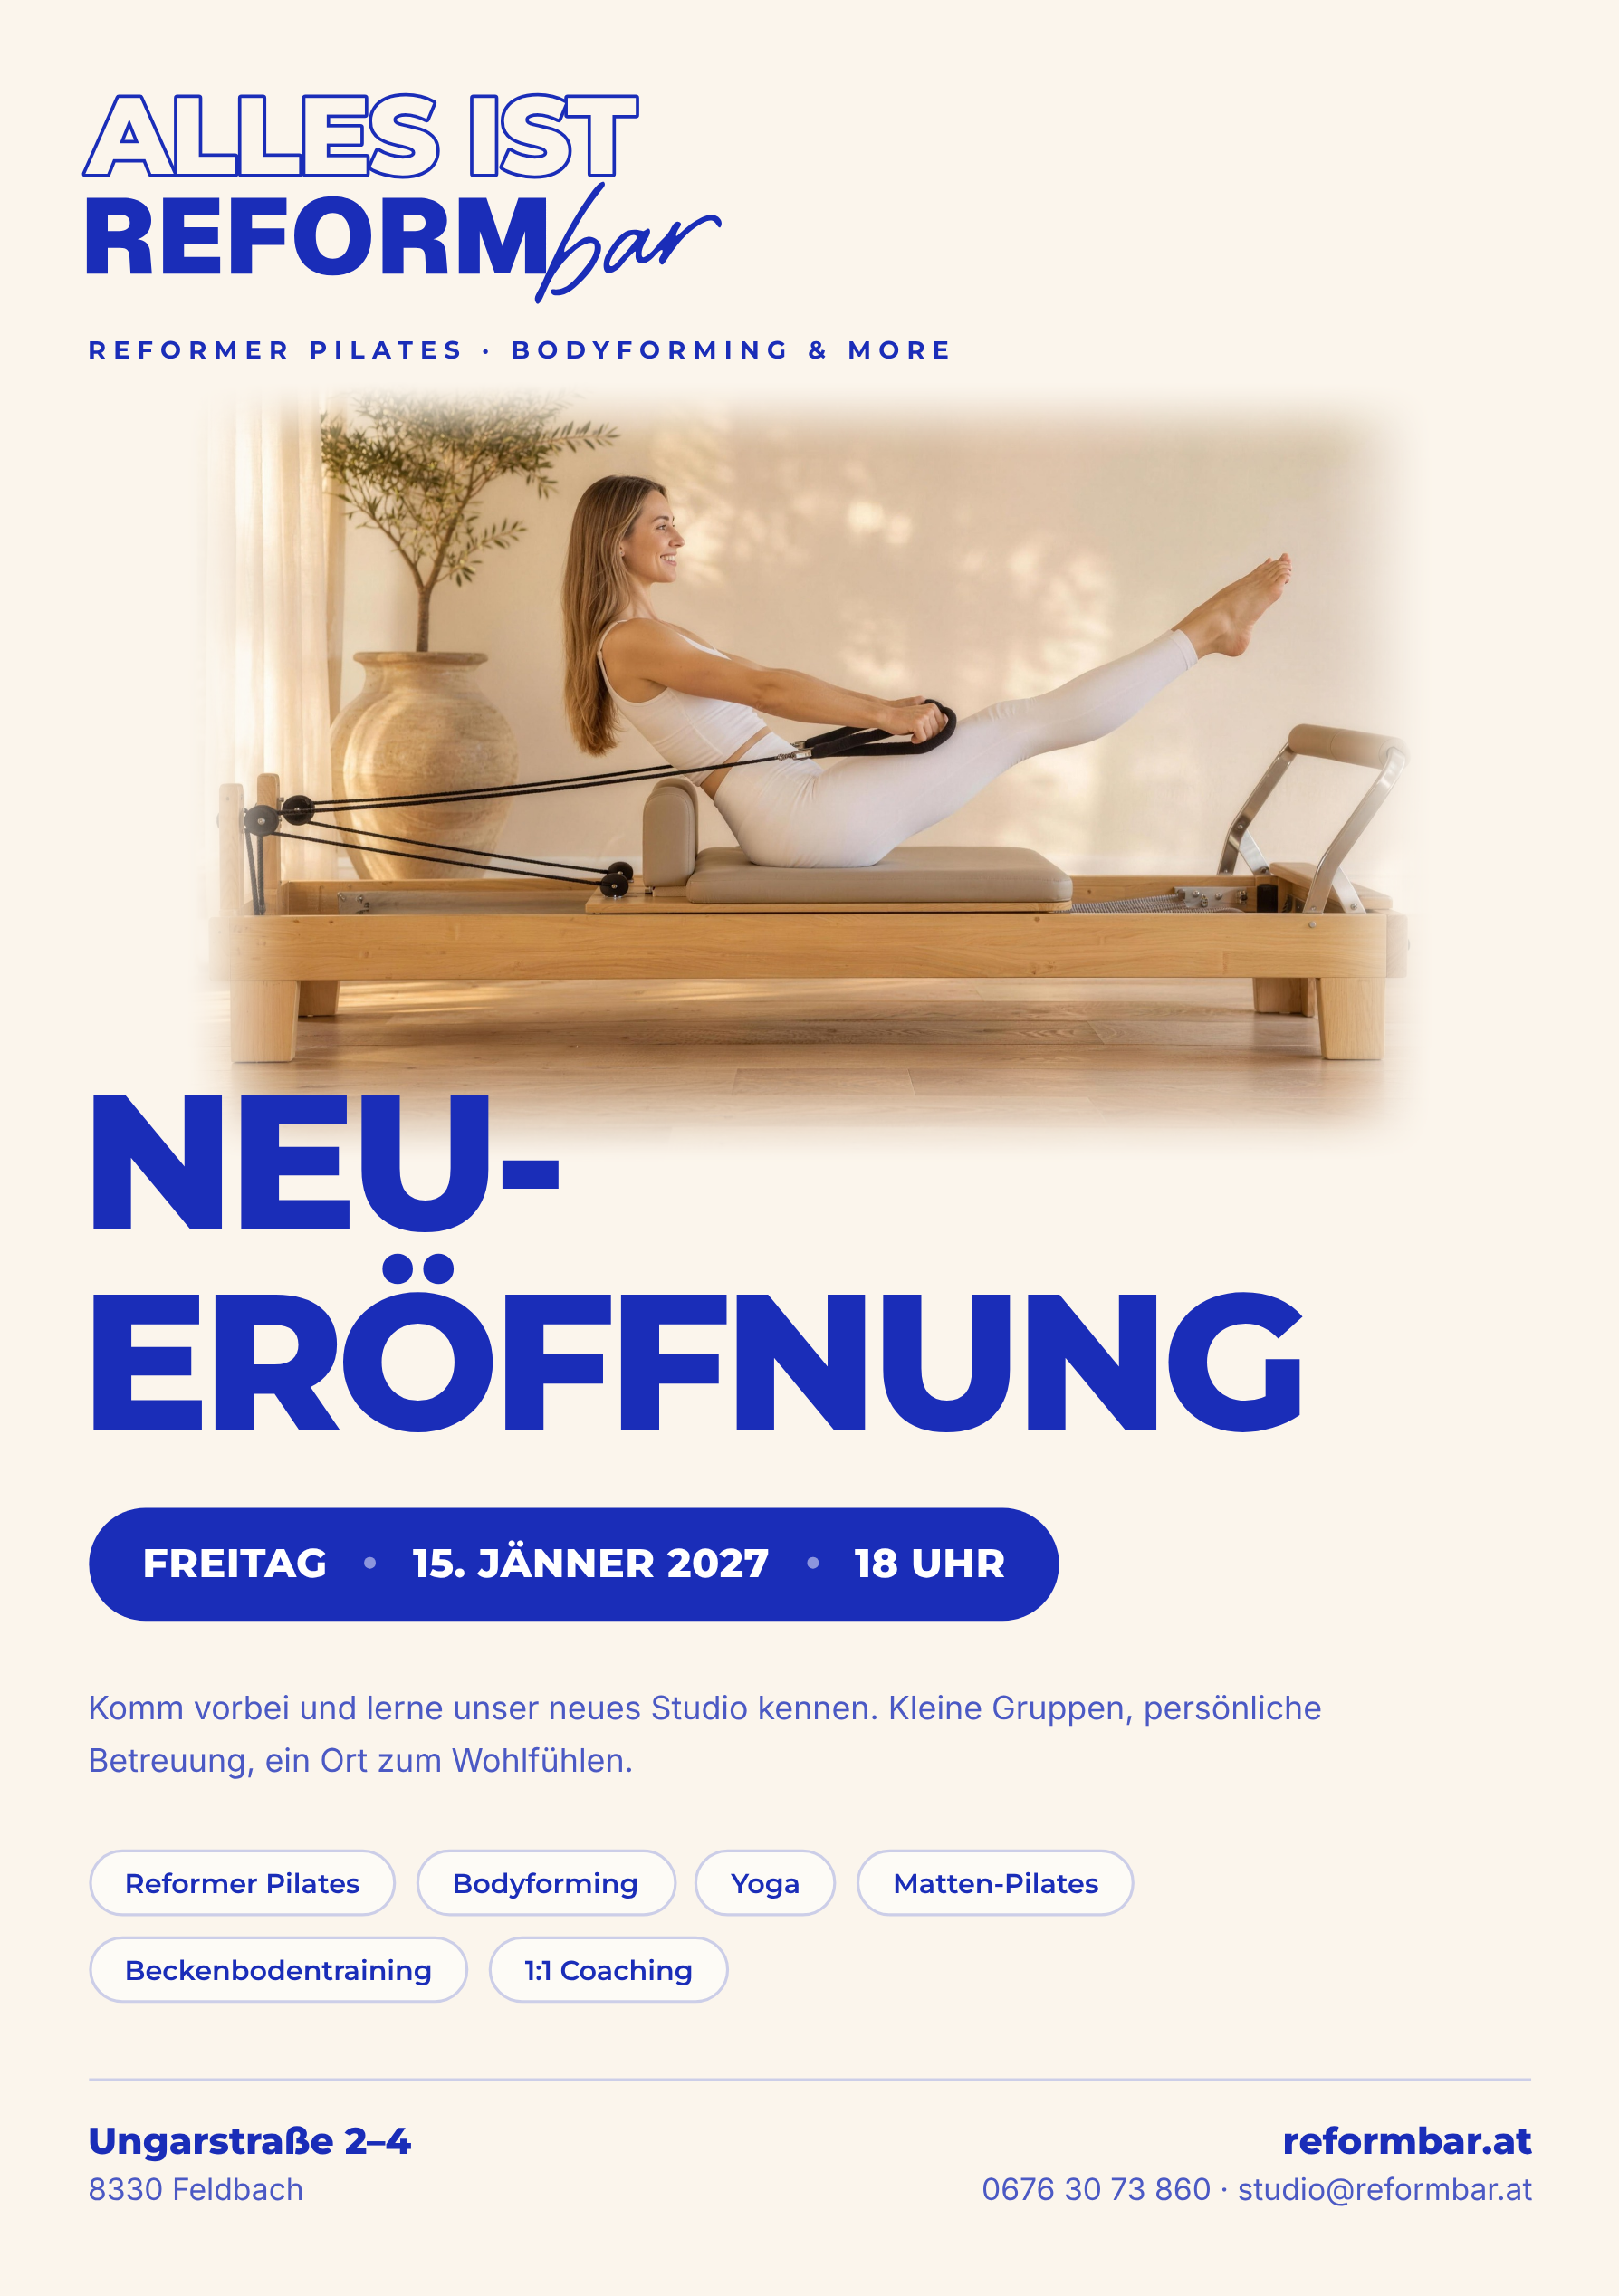 ALLES IST
REFORMbar
REFORMER PILATES · BODYFORMING & MORE
NEU-
ERÖFFNUNG
FREITAG • 15. JÄNNER 2027 • 18 UHR
Komm vorbei und lerne unser neues Studio kennen. Kleine Gruppen, persönliche
Betreuung, ein Ort zum Wohlfühlen.
Reformer Pilates Bodyforming Yoga Matten-Pilates
Beckenbodentraining 1:1 Coaching
Ungarstraße 2–4 reformbar.at
8330 Feldbach 0676 30 73 860 · studio@reformbar.at